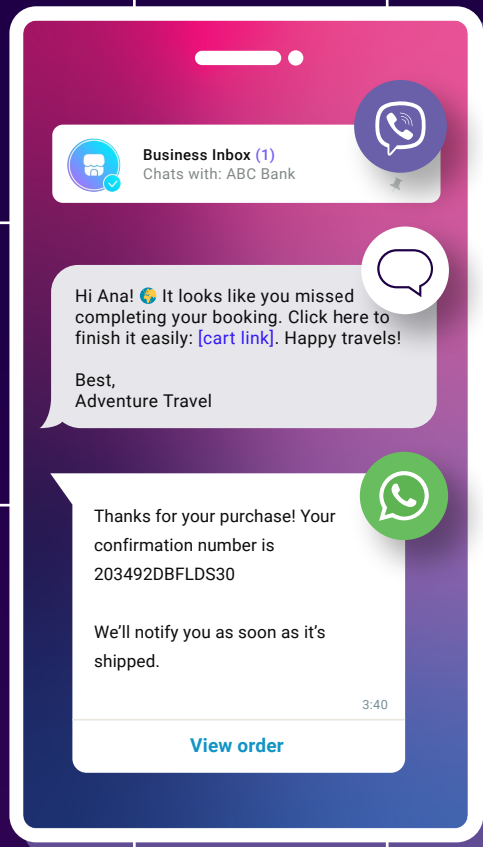 Business Inbox (1)
Chats with: ABC Bank
Hi Ana! 🌍 It looks like you missed
completing your booking. Click here to
finish it easily: [cart link]. Happy travels!
Best,
Adventure Travel
Thanks for your purchase! Your
confirmation number is
203492DBFLDS30
We’ll notify you as soon as it’s
shipped.
3:40
View order